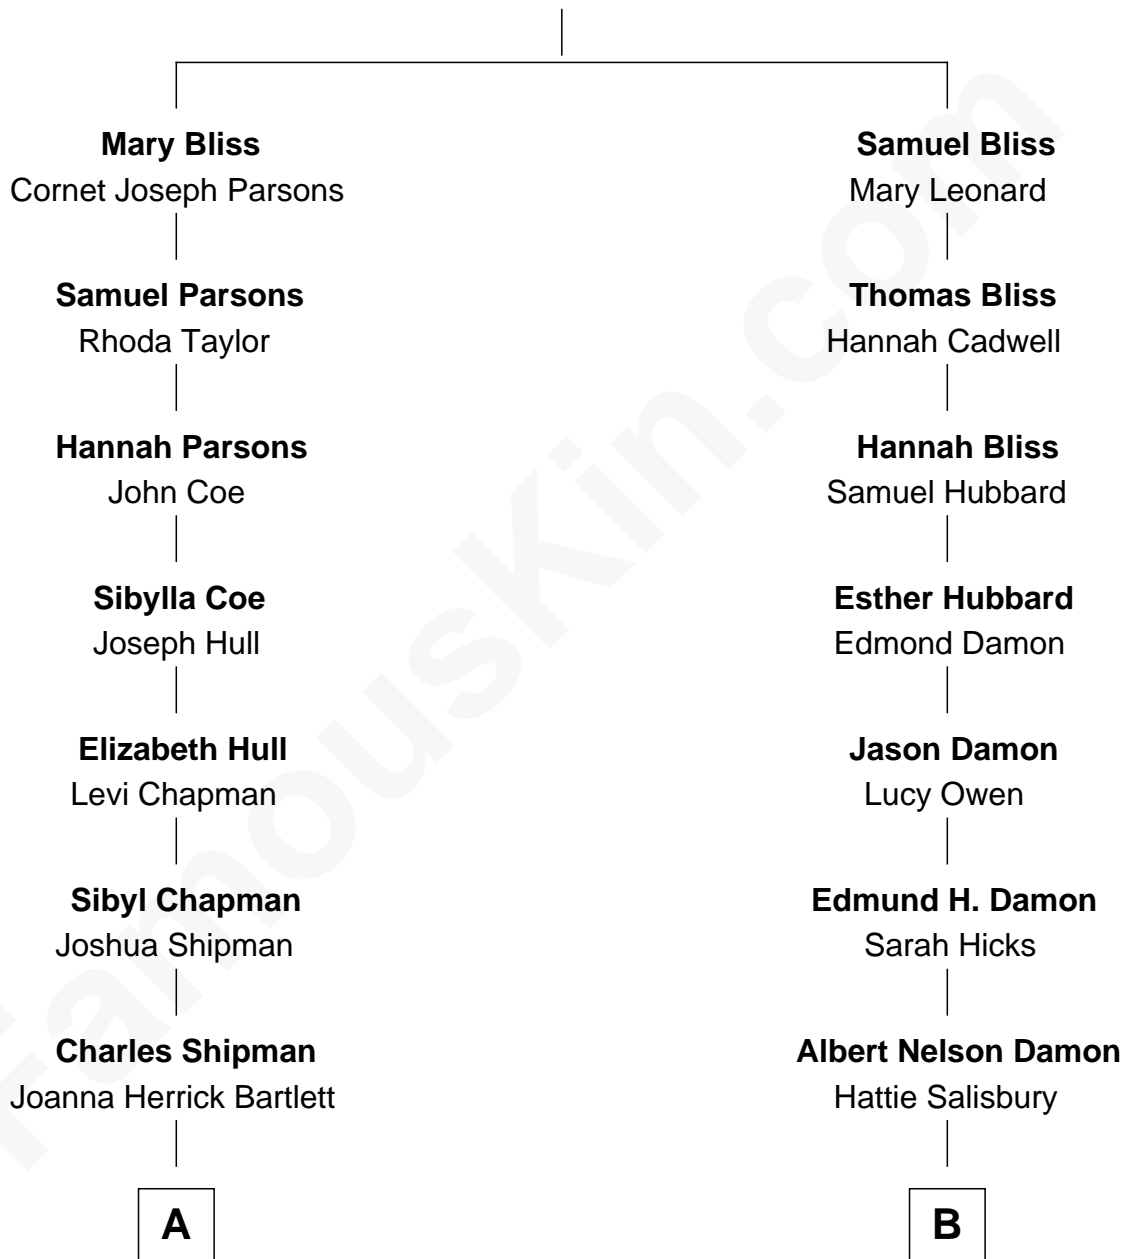 Mary Bliss
Cornet Joseph Parsons
Samuel Parsons
Rhoda Taylor
Hannah Parsons
John Coe
Sibylla Coe
Joseph Hull
Elizabeth Hull
Levi Chapman
Sibyl Chapman
Joshua Shipman
Charles Shipman
Joanna Herrick Bartlett
A
Samuel Bliss
Mary Leonard
Thomas Bliss
Hannah Cadwell
Hannah Bliss
Samuel Hubbard
Esther Hubbard
Edmond Damon
Jason Damon
Lucy Owen
Edmund H. Damon
Sarah Hicks
Albert Nelson Damon
Hattie Salisbury
B
FamousKin.com